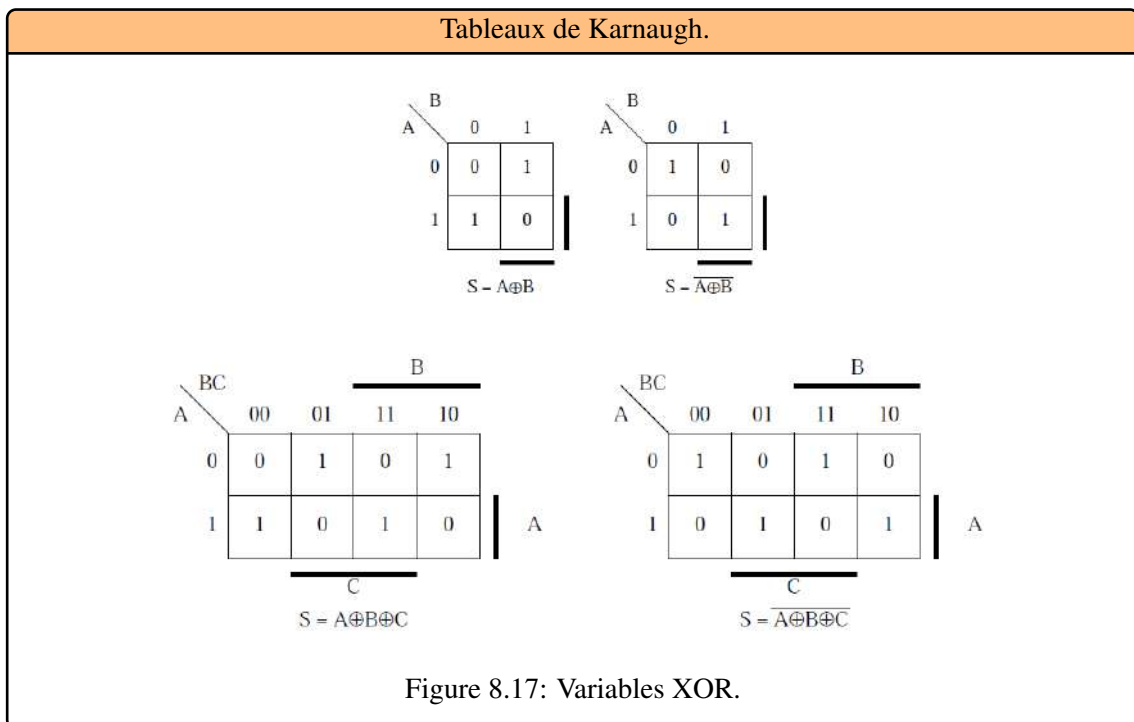 Tableaux de Karnaugh.
B B
A 0 1 A 0 1
0 0 1 0 1 0
1 1 0 1 0 1
S = A⊕B S = \overline{A⊕B}
B B
BC BC
A 00 01 11 10 A 00 01 11 10
0 0 1 0 1 0 1 0 1 0
1 1 0 1 0 A 1 0 1 0 1 A
C C
S = A⊕B⊕C S = \overline{A⊕B⊕C}
Figure 8.17: Variables XOR.